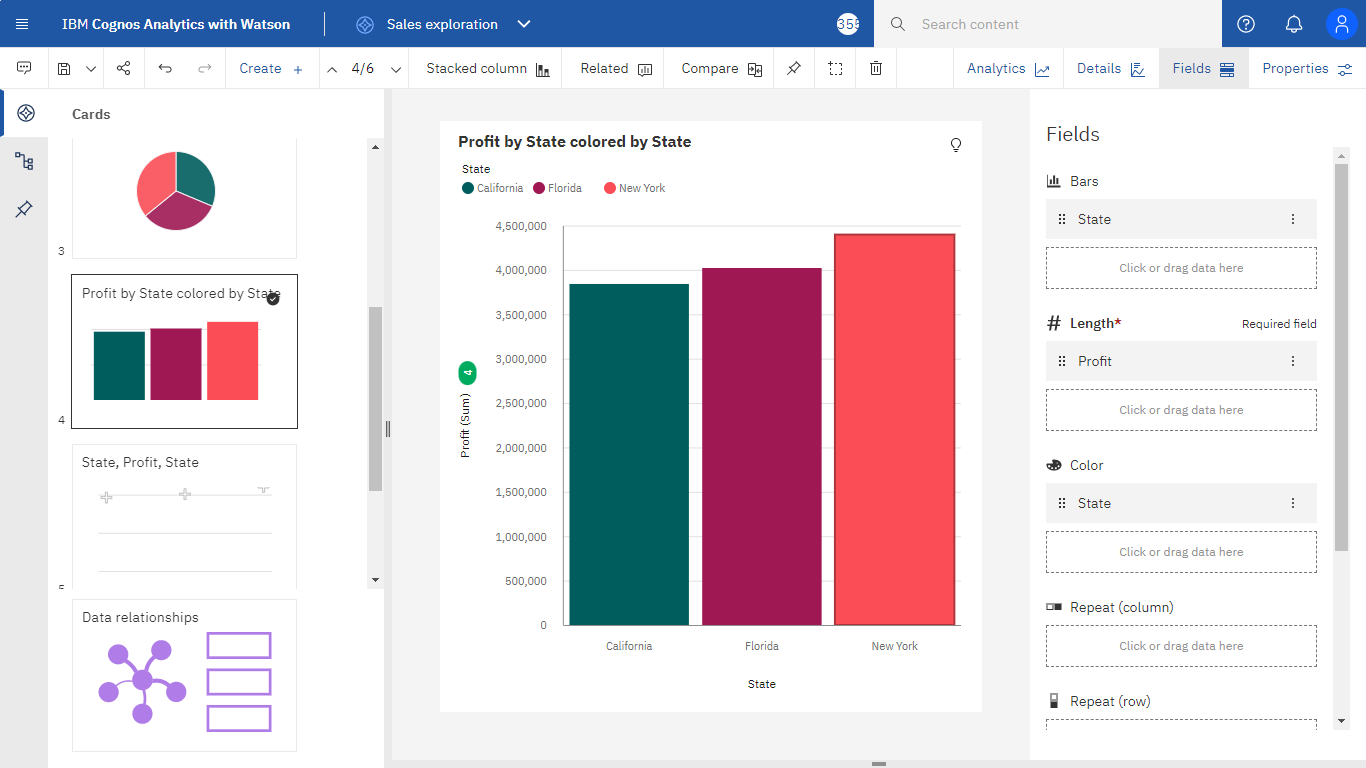 IBM Cognos Analytics with Watson
Sales exploration
355
Search content
Create
4/6
Stacked column
Related
Compare
Analytics
Details
Fields
Properties
Cards
3
Profit by State colored by State
4
State, Profit, State
Data relationships
Profit by State colored by State
State
California
Florida
New York
4,500,000
4,000,000
3,500,000
3,000,000
2,500,000
2,000,000
1,500,000
1,000,000
500,000
0
4
Profit (Sum)
California
Florida
New York
State
Fields
Bars
State
Click or drag data here
Length*
Required field
Profit
Click or drag data here
Color
State
Click or drag data here
Repeat (column)
Click or drag data here
Repeat (row)